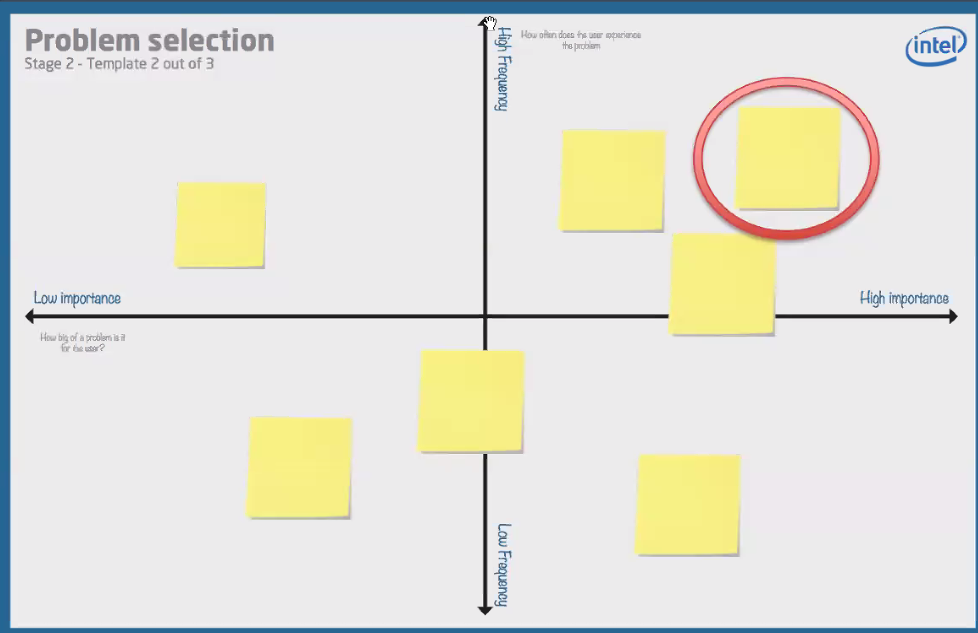 Problem selection
Stage 2 - Template 2 out of 3
High Frequency
How often does the user experience
the problem
intel
Low importance
High importance
How big of a problem is it
for the user?
Low Frequency